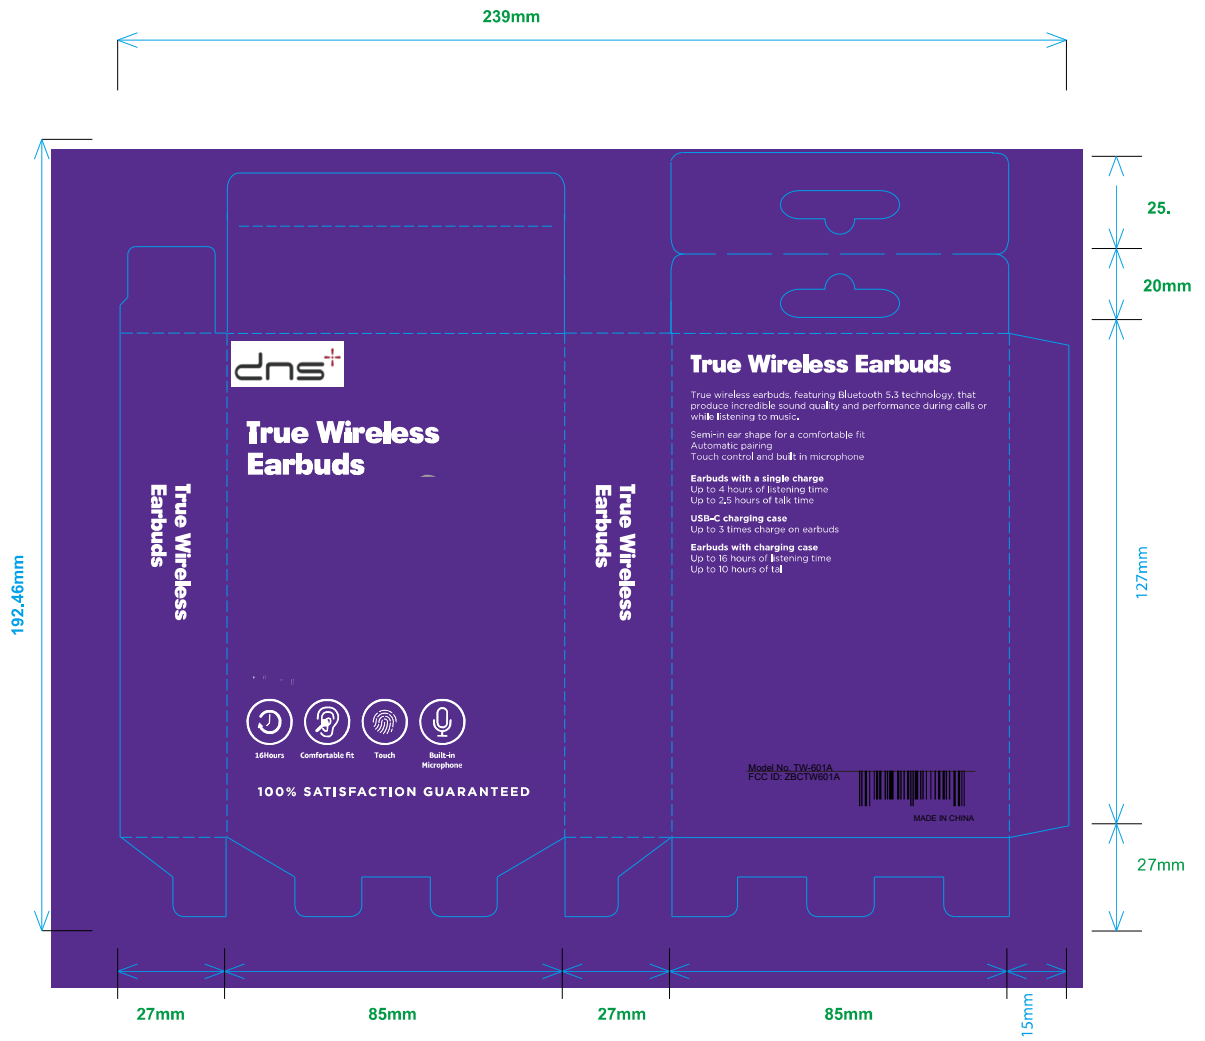 239mm
25.
20mm
127mm
27mm
192.46mm
dns+
True Wireless
Earbuds
True Wireless
Earbuds
16Hours
Comfortable fit
Touch
Built-in
Microphone
100% SATISFACTION GUARANTEED
True Wireless
Earbuds
True Wireless Earbuds
True wireless earbuds, featuring Bluetooth 5.3 technology, that
produce incredible sound quality and performance during calls or
while listening to music.
Semi-in ear shape for a comfortable fit
Automatic pairing
Touch control and built in microphone
Earbuds with a single charge
Up to 4 hours of listening time
Up to 2.5 hours of talk time
USB-C charging case
Up to 3 times charge on earbuds
Earbuds with charging case
Up to 16 hours of listening time
Up to 10 hours of tal
Model No. TW-601A
FCC ID: ZBCTW601A
MADE IN CHINA
27mm
85mm
27mm
85mm
15mm